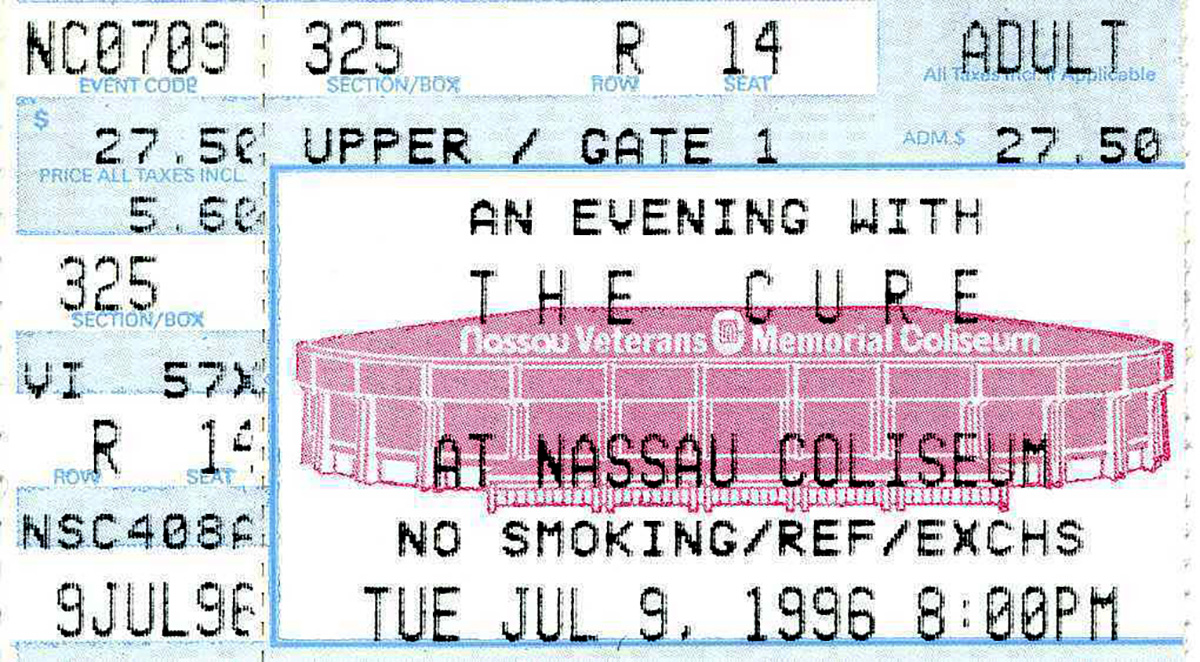 NC0709
EVENT CODE
$
27.50
PRICE ALL TAXES INCL.
5.60
325
SECTION/BOX
VI 57X
R 14
ROW SEAT
NSC408A
9JUL96
325 R 14 ADULT
SECTION/BOX ROW SEAT All Taxes Incl. If Applicable
UPPER / GATE 1 ADM.$ 27.50
AN EVENING WITH
THE CURE
Nassau Veterans Memorial Coliseum
AT NASSAU COLISEUM
NO SMOKING/REF/EXCHS
TUE JUL 9, 1996 8:00PM